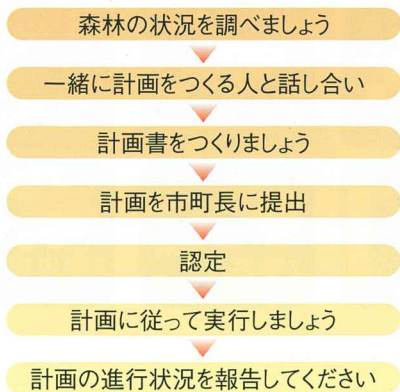 森林の状況を調べましょう
一緒に計画をつくる人と話し合い
計画書をつくりましょう
計画を市町長に提出
認定
計画に従って実行しましょう
計画の進行状況を報告してください